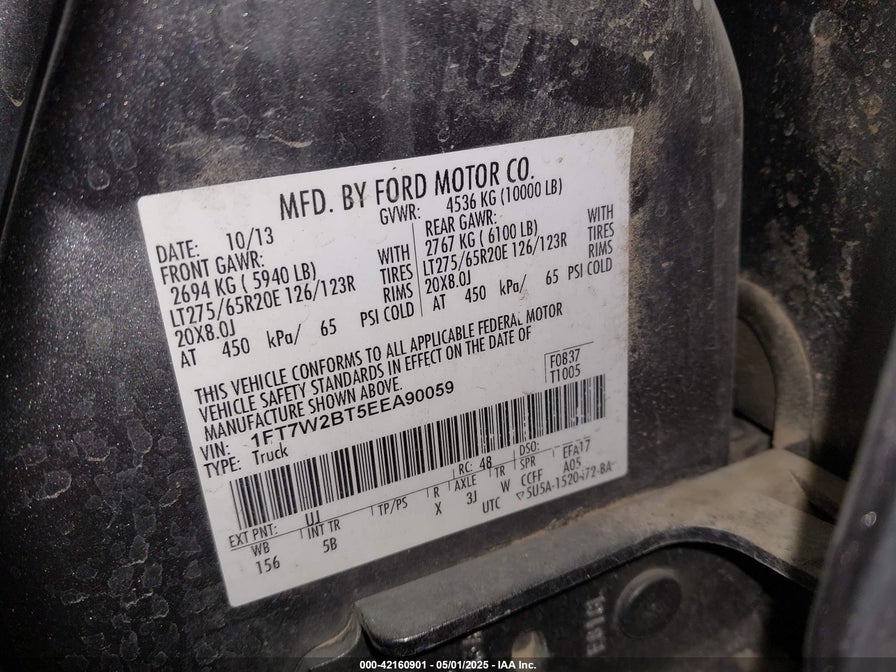 MFD. BY FORD MOTOR CO.
DATE: 10/13 GVWR: 4536 KG (10000 LB)
FRONT GAWR: REAR GAWR:
2694 KG ( 5940 LB) WITH 2767 KG ( 6100 LB) WITH
LT275/65R20E 126/123R TIRES LT275/65R20E 126/123R TIRES
20X8.0J RIMS 20X8.0J RIMS
AT 450 kPa/ 65 PSI COLD AT 450 kPa/ 65 PSI COLD
THIS VEHICLE CONFORMS TO ALL APPLICABLE FEDERAL MOTOR
VEHICLE SAFETY STANDARDS IN EFFECT ON THE DATE OF
MANUFACTURE SHOWN ABOVE.
F0837
T1005
VIN: 1FT7W2BT5EEA90059
TYPE: Truck
EXT PNT: UJ RC: 48 DSO:
WB INT TR TP/PS R AXLE TR SPR EFA17
156 5B X 3J W CCFF A05
UTC ▽5U5A-1520472-BA
000-42160901 - 05/01/2025 - IAA Inc.